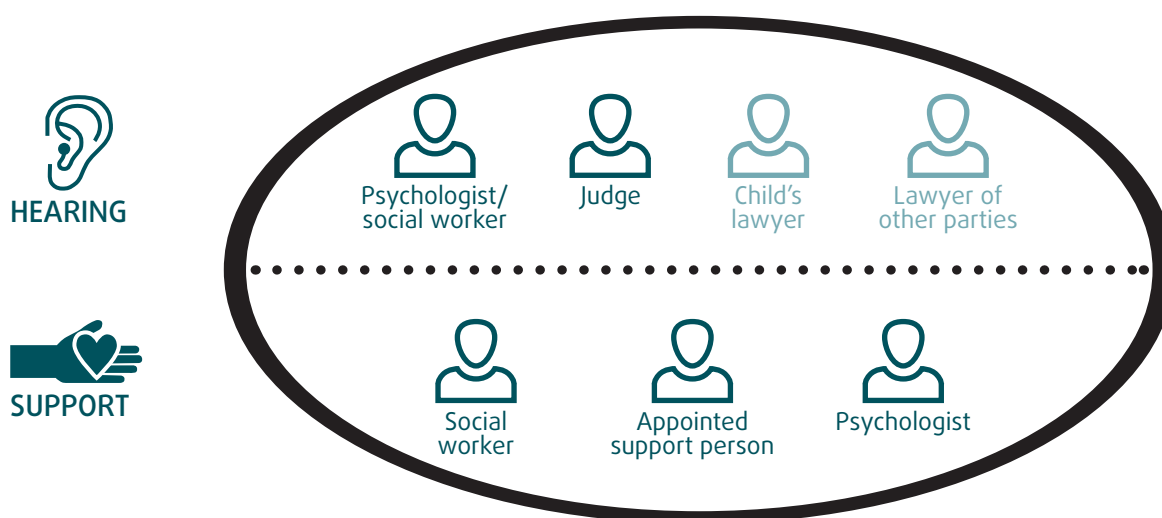 HEARING
Psychologist/
social worker
Judge
Child's
lawyer
Lawyer of
other parties
SUPPORT
Social
worker
Appointed
support person
Psychologist